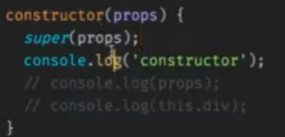 constructor(props) {
super(props);
console.log('constructor');
// console.log(props);
// console.log(this.div);
}